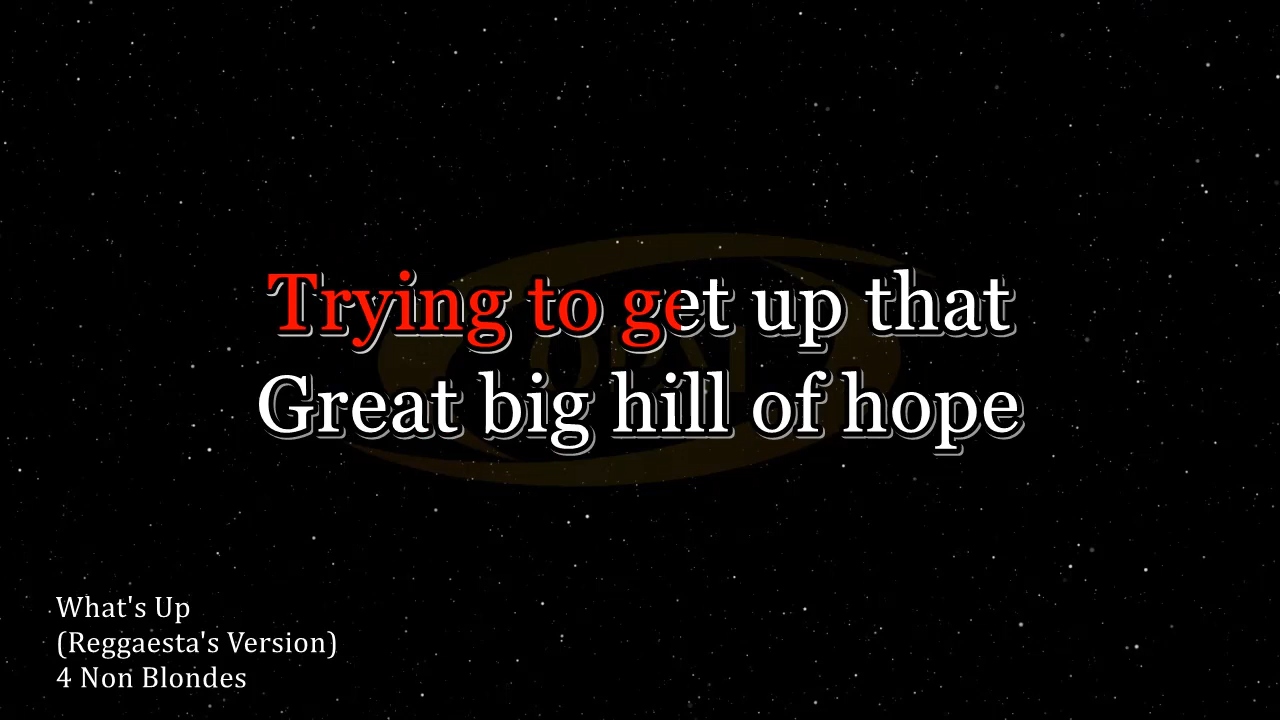 Trying to get up that
Great big hill of hope
What's Up
(Reggaesta's Version)
4 Non Blondes